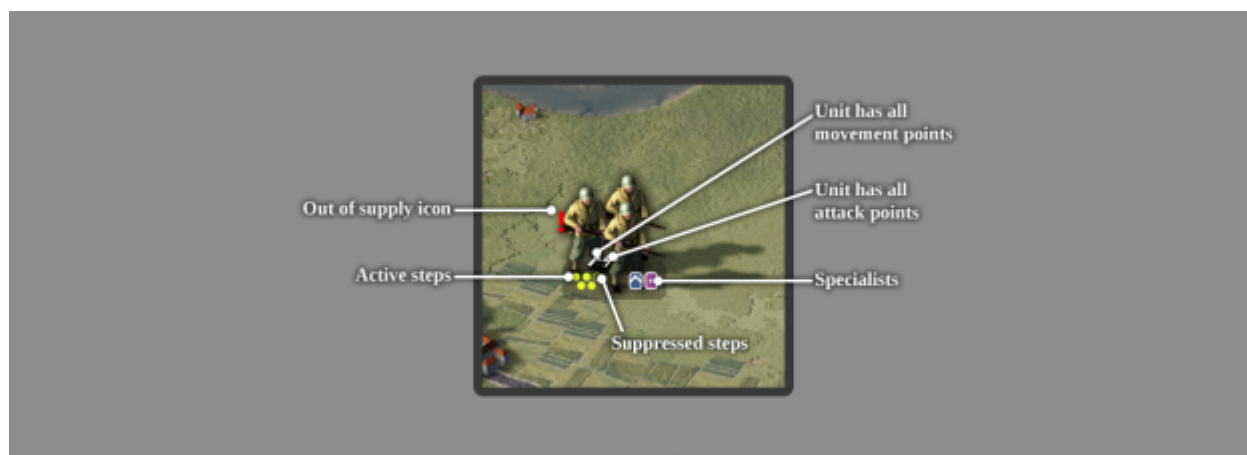 Unit has all
movement points
Unit has all
attack points
Out of supply icon
Active steps
Specialists
Suppressed steps